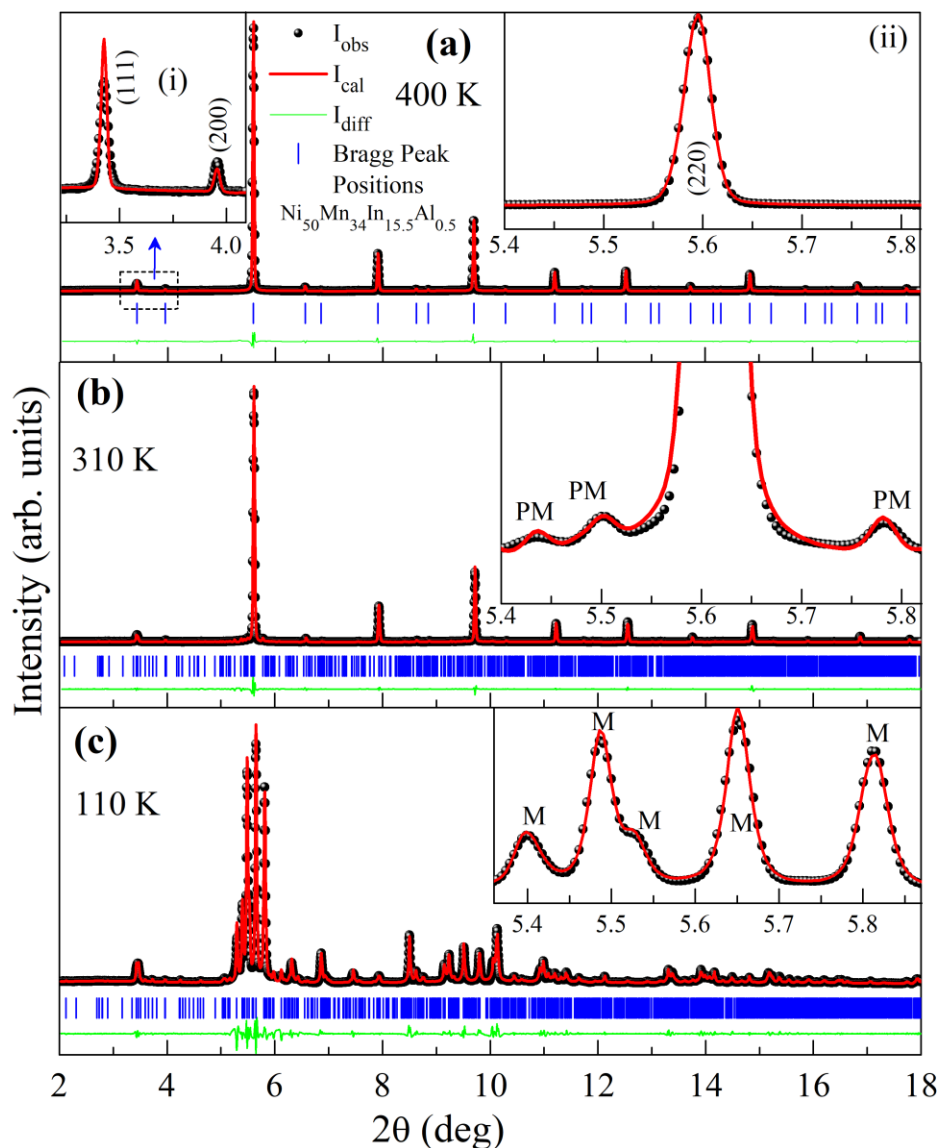 (a)
400 K
I_obs
I_cal
I_diff
Bragg Peak
Positions
Ni_50Mn_34In_15.5Al_0.5
(i)
(111)
(200)
3.5 4.0
(ii)
(220)
5.4 5.5 5.6 5.7 5.8
(b)
310 K
PM PM PM
5.4 5.5 5.6 5.7 5.8
(c)
110 K
M M M M M
5.4 5.5 5.6 5.7 5.8
Intensity (arb. units)
2 4 6 8 10 12 14 16 18
2θ (deg)